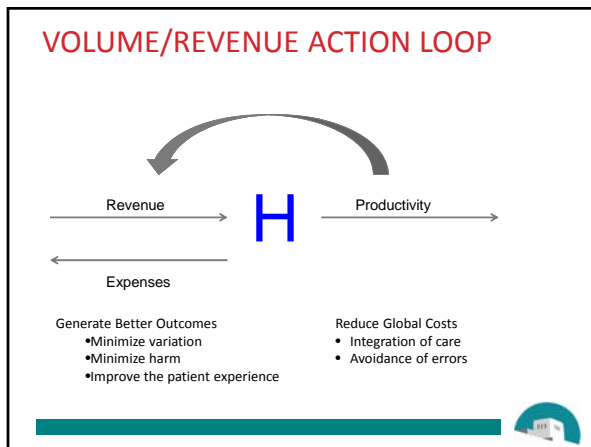 VOLUME/REVENUE ACTION LOOP
Revenue
H
Productivity
Expenses
Generate Better Outcomes
•Minimize variation
•Minimize harm
•Improve the patient experience
Reduce Global Costs
• Integration of care
• Avoidance of errors